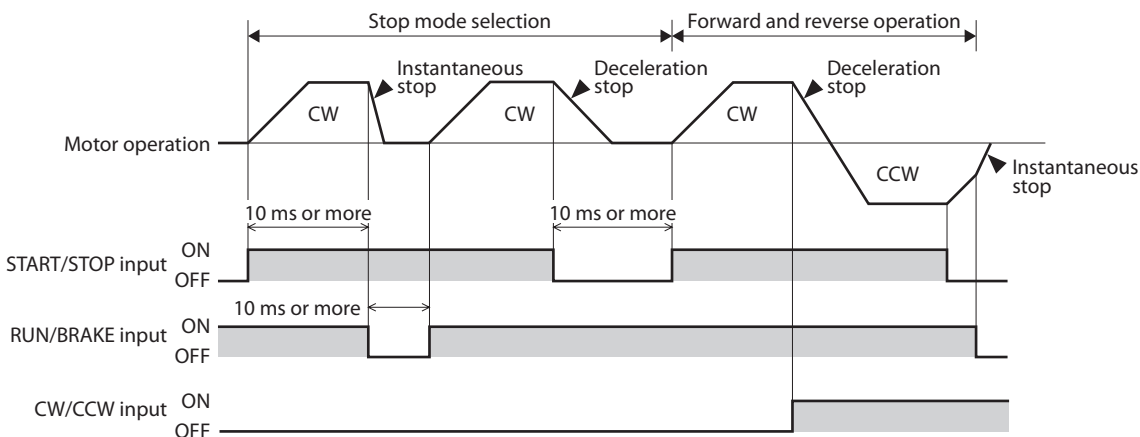 Stop mode selection
Forward and reverse operation
Instantaneous
stop
Deceleration
stop
Deceleration
stop
CW
CW
CW
Motor operation
CCW
Instantaneous
stop
10 ms or more
10 ms or more
START/STOP input
ON
OFF
10 ms or more
RUN/BRAKE input
ON
OFF
CW/CCW input
ON
OFF